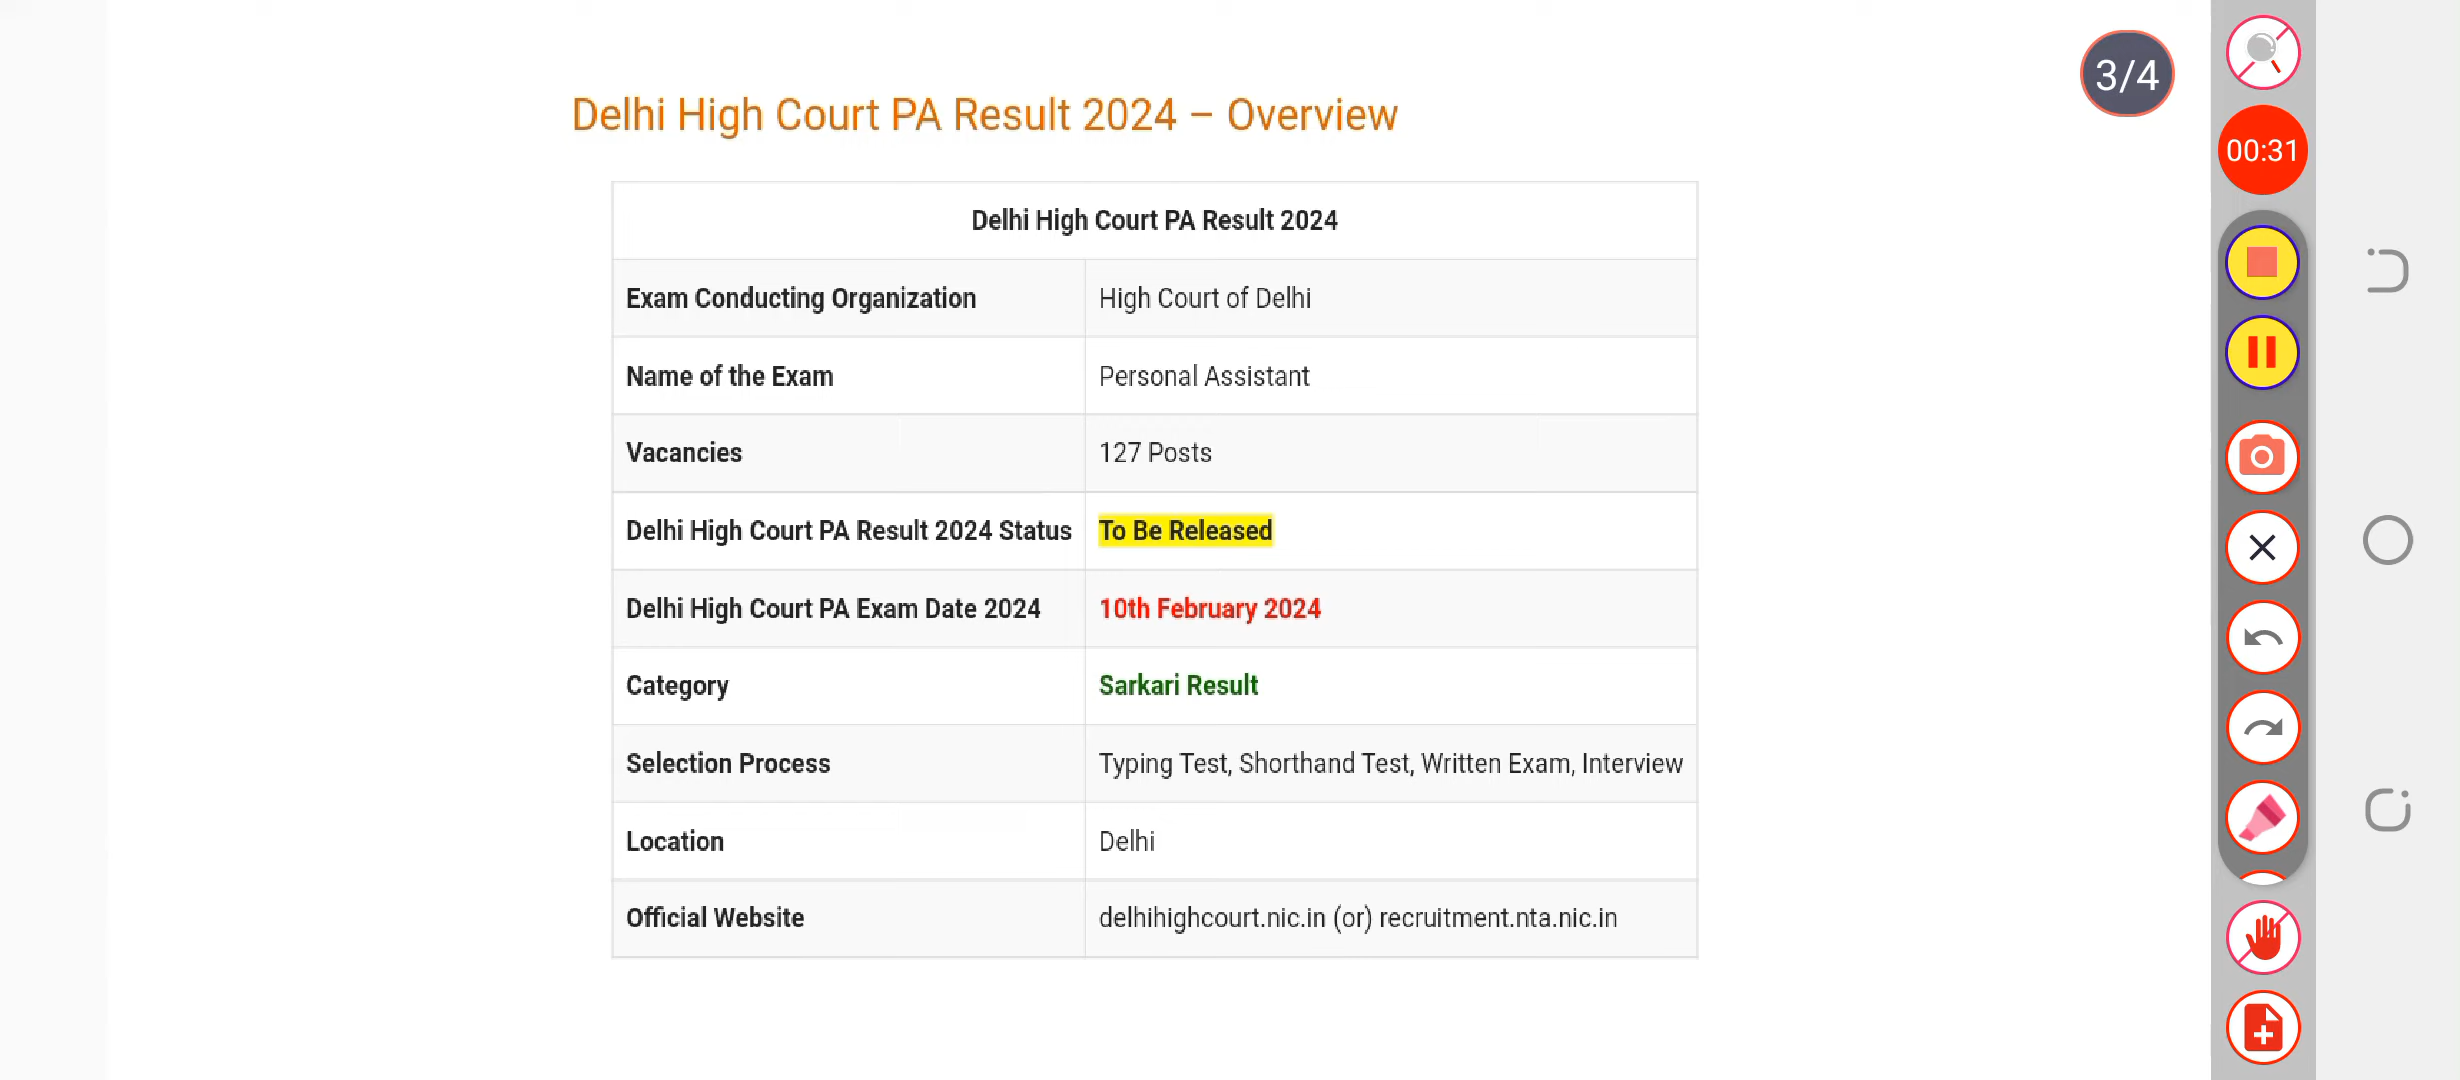 Delhi High Court PA Result 2024 – Overview
3/4
00:31
Delhi High Court PA Result 2024
Exam Conducting Organization High Court of Delhi
Name of the Exam Personal Assistant
Vacancies 127 Posts
Delhi High Court PA Result 2024 Status To Be Released
Delhi High Court PA Exam Date 2024 10th February 2024
Category Sarkari Result
Selection Process Typing Test, Shorthand Test, Written Exam, Interview
Location Delhi
Official Website delhihighcourt.nic.in (or) recruitment.nta.nic.in